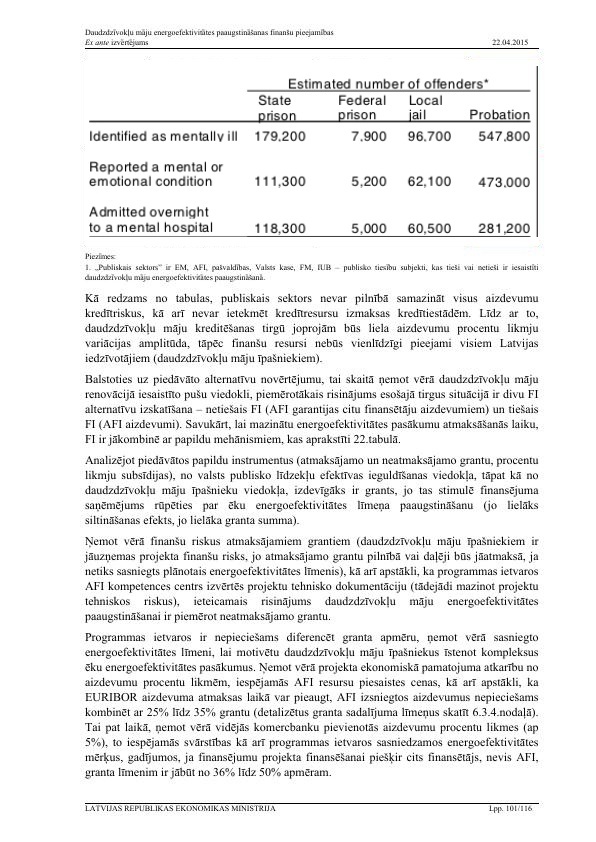 Daudzdzīvokļu māju energoefektivitātes paaugstināšanas finanšu pieejamības
Ex ante izvērtējums 22.04.2015
Estimated number of offenders*
State Federal Local
prison prison jail Probation
Identified as mentally ill 179,200 7,900 96,700 547,800
Reported a mental or
emotional condition 111,300 5,200 62,100 473,000
Admitted overnight
to a mental hospital 118,300 5,000 60,500 281,200
Piezīmes:
1. „Publiskais sektors” ir EM, AFI, pašvaldības, Valsts kase, FM, IUB – publisko tiesību subjekti, kas tieši vai netieši ir iesaistīti
daudzdzīvokļu māju energoefektivitātes paaugstināšanā.
Kā redzams no tabulas, publiskais sektors nevar pilnībā samazināt visus aizdevumu
kredītriskus, kā arī nevar ietekmēt kredītresursu izmaksas kredītiestādēm. Līdz ar to,
daudzdzīvokļu māju kreditēšanas tirgū joprojām būs liela aizdevumu procentu likmju
variācijas amplitūda, tāpēc finanšu resursi nebūs vienlīdzīgi pieejami visiem Latvijas
iedzīvotājiem (daudzdzīvokļu māju īpašniekiem).
Balstoties uz piedāvāto alternatīvu novērtējumu, tai skaitā ņemot vērā daudzdzīvokļu māju
renovācijā iesaistīto pušu viedokli, piemērotākais risinājums esošajā tirgus situācijā ir divu FI
alternatīvu izskatīšana – netiešais FI (AFI garantijas citu finansētāju aizdevumiem) un tiešais
FI (AFI aizdevumi). Savukārt, lai mazinātu energoefektivitātes pasākumu atmaksāšanās laiku,
FI ir jākombinē ar papildu mehānismiem, kas aprakstīti 22.tabulā.
Analizējot piedāvātos papildu instrumentus (atmaksājamo un neatmaksājamo grantu, procentu
likmju subsīdijas), no valsts publisko līdzekļu efektīvas ieguldīšanas viedokļa, tāpat kā no
daudzdzīvokļu māju īpašnieku viedokļa, izdevīgāks ir grants, jo tas stimulē finansējuma
saņēmējums rūpēties par ēku energoefektivitātes līmeņa paaugstināšanu (jo lielāks
siltināšanas efekts, jo lielāka granta summa).
Ņemot vērā finanšu riskus atmaksājamiem grantiem (daudzdzīvokļu māju īpašniekiem ir
jāuzņemas projekta finanšu risks, jo atmaksājamo grantu pilnībā vai daļēji būs jāatmaksā, ja
netiks sasniegts plānotais energoefektivitātes līmenis), kā arī apstākli, ka programmas ietvaros
AFI kompetences centrs izvērtēs projektu tehnisko dokumentāciju (tādejādi mazinot projektu
tehniskos riskus), ieteicamais risinājums daudzdzīvokļu māju energoefektivitātes
paaugstināšanai ir piemērot neatmaksājamo grantu.
Programmas ietvaros ir nepieciešams diferencēt granta apmēru, ņemot vērā sasniegto
energoefektivitātes līmeni, lai motivētu daudzdzīvokļu māju īpašniekus īstenot kompleksus
ēku energoefektivitātes pasākumus. Ņemot vērā projekta ekonomiskā pamatojuma atkarību no
aizdevumu procentu likmēm, iespējamās AFI resursu piesaistes cenas, kā arī apstākli, ka
EURIBOR aizdevuma atmaksas laikā var pieaugt, AFI izsniegtos aizdevumus nepieciešams
kombinēt ar 25% līdz 35% grantu (detalizētus granta sadalījuma līmeņus skatīt 6.3.4.nodaļā).
Tai pat laikā, ņemot vērā vidējās komercbanku pievienotās aizdevumu procentu likmes (ap
5%), to iespējamās svārstības kā arī programmas ietvaros sasniedzamos energoefektivitātes
mērķus, gadījumos, ja finansējumu projekta finansēšanai piešķir cits finansētājs, nevis AFI,
granta līmenim ir jābūt no 36% līdz 50% apmēram.
LATVIJAS REPUBLIKAS EKONOMIKAS MINISTRIJA Lpp. 101/116